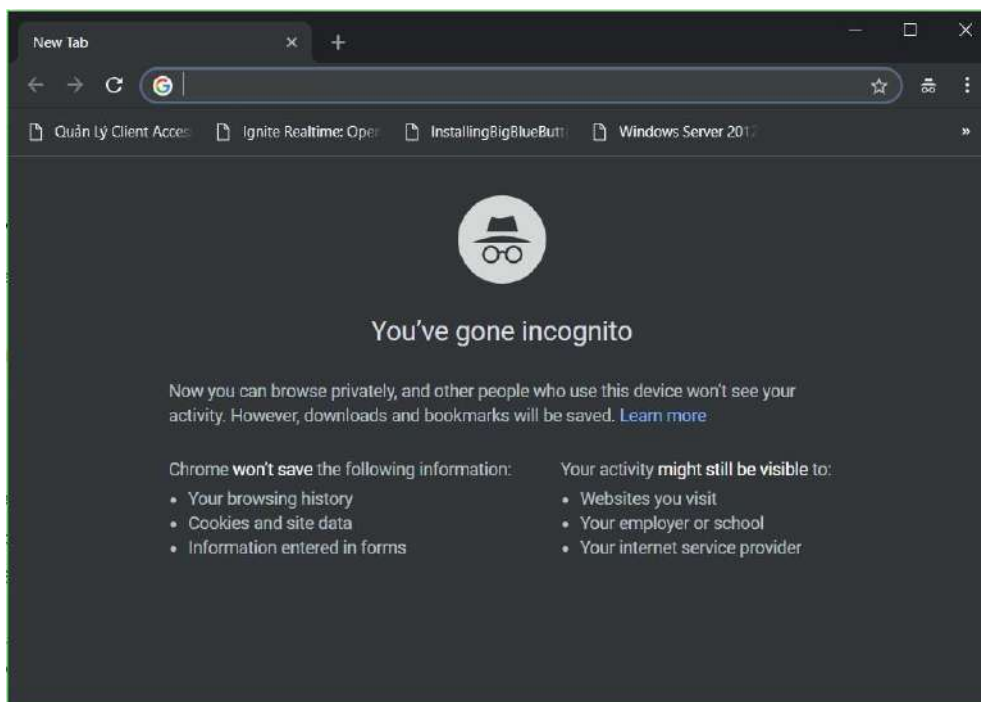 New Tab
Quản Lý Client Acces
Ignite Realtime: Oper
InstallingBigBlueButt
Windows Server 2012
You've gone incognito
Now you can browse privately, and other people who use this device won't see your
activity. However, downloads and bookmarks will be saved. Learn more
Chrome won't save the following information:
• Your browsing history
• Cookies and site data
• Information entered in forms
Your activity might still be visible to:
• Websites you visit
• Your employer or school
• Your internet service provider